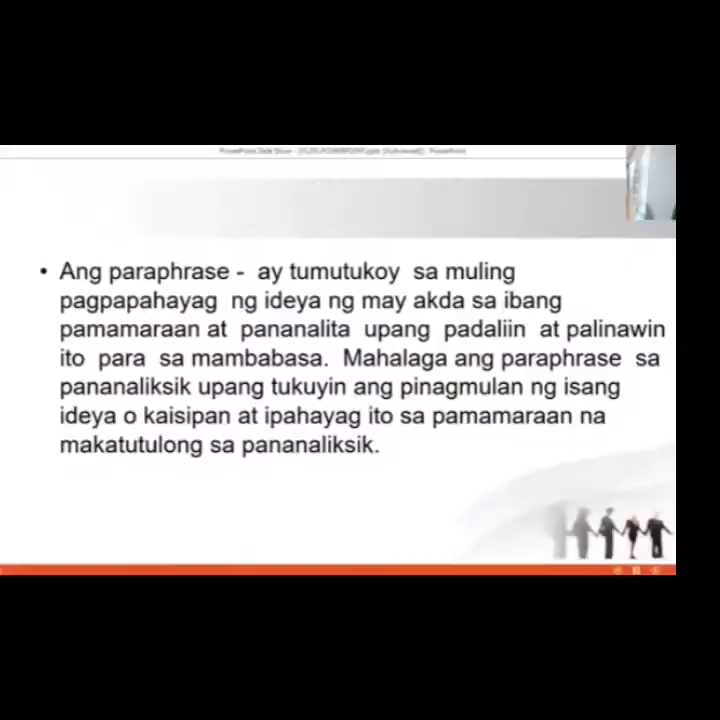 • Ang paraphrase - ay tumutukoy sa muling
pagpapahayag ng ideya ng may akda sa ibang
pamamaraan at pananalita upang padaliin at palinawin
ito para sa mambabasa. Mahalaga ang paraphrase sa
pananaliksik upang tukuyin ang pinagmulan ng isang
ideya o kaisipan at ipahayag ito sa pamamaraan na
makatutulong sa pananaliksik.